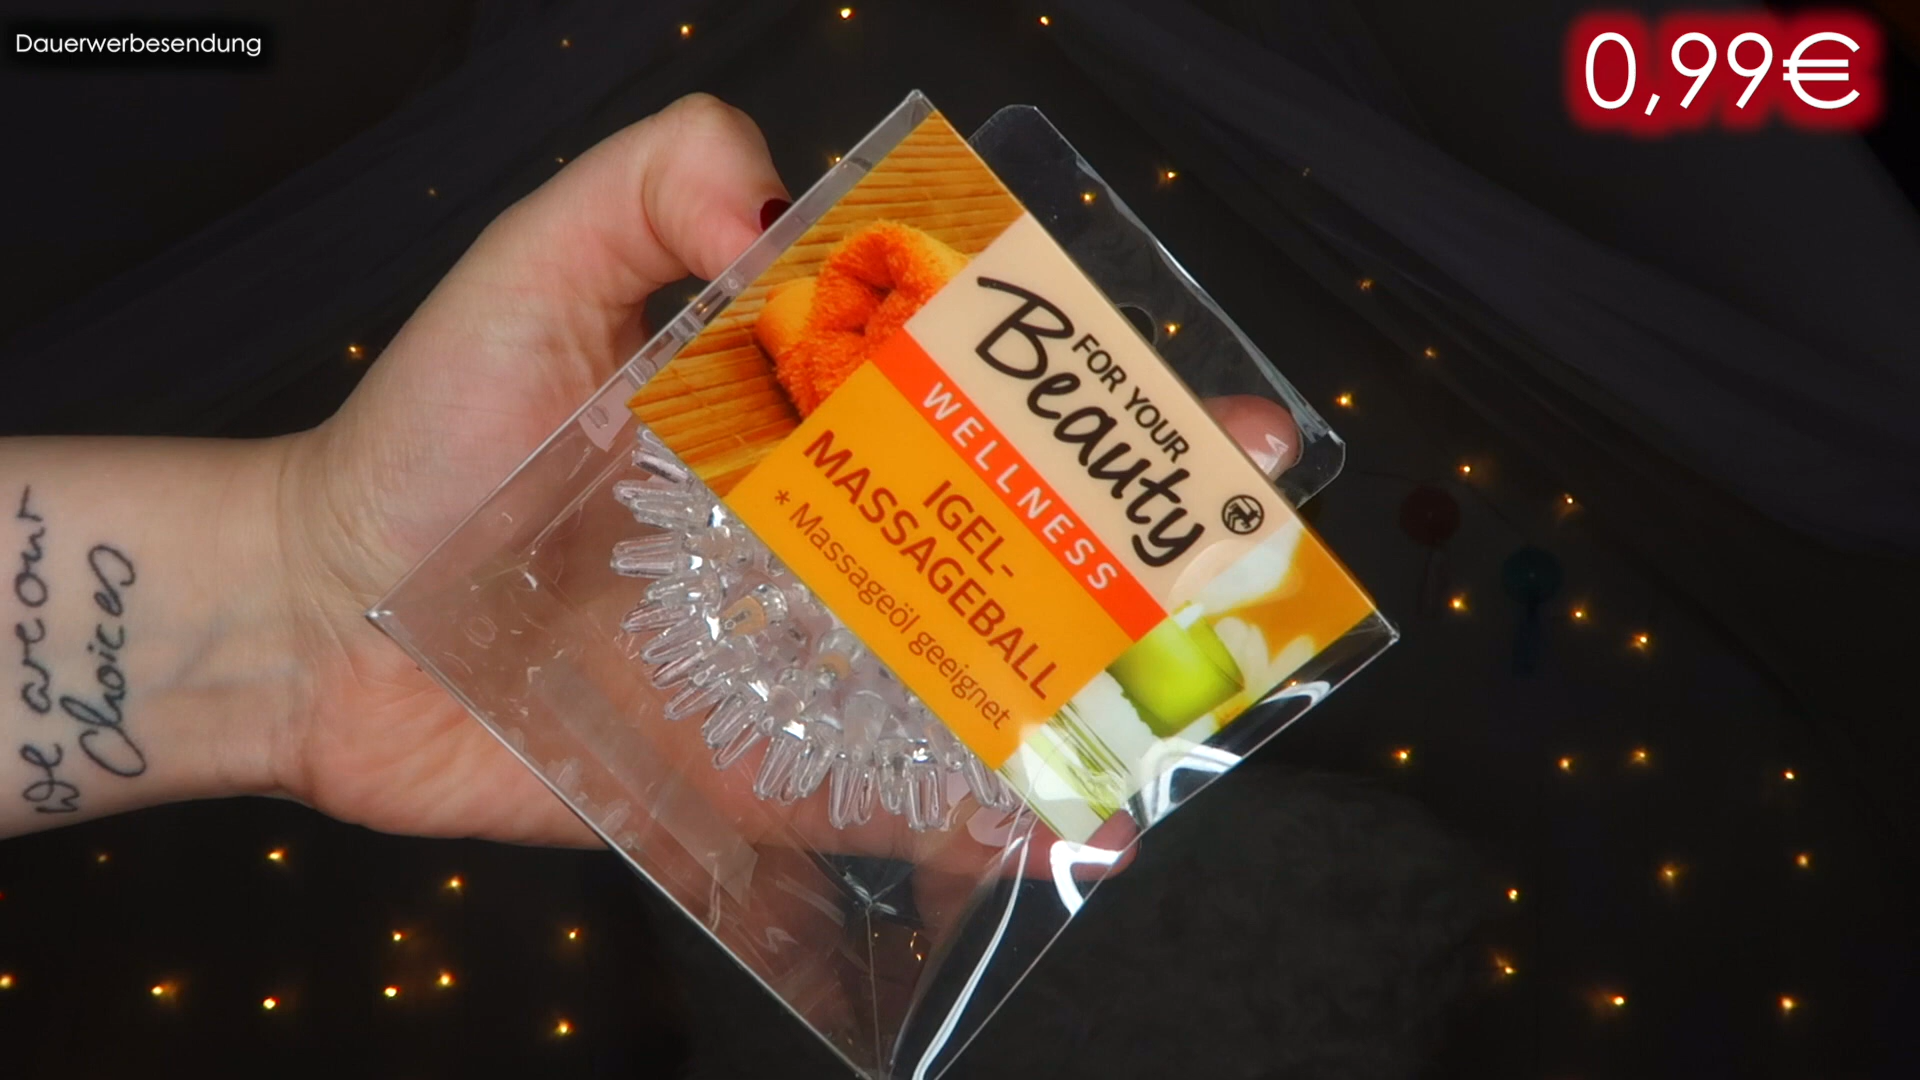 Dauerwerbesendung
0,99€
we are our
Choices
FOR YOUR
Beauty
WELLNESS
IGEL-
MASSAGEBALL
* Massageöl geeignet